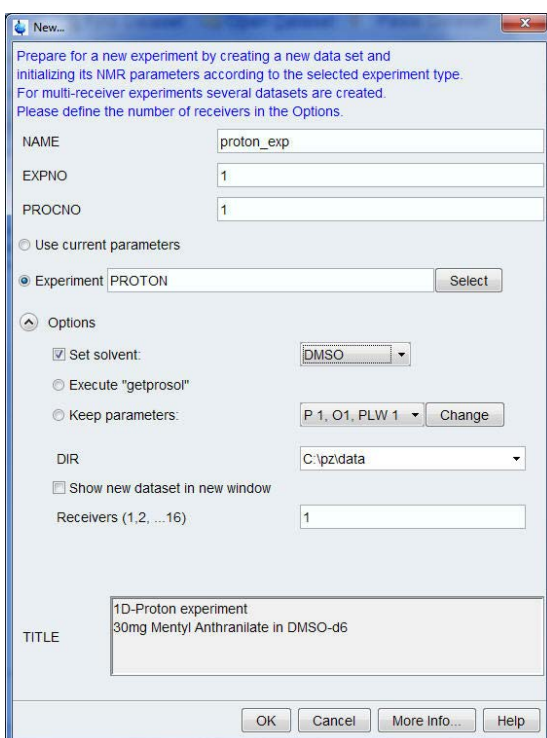 New...
Prepare for a new experiment by creating a new data set and
initializing its NMR parameters according to the selected experiment type.
For multi-receiver experiments several datasets are created.
Please define the number of receivers in the Options.
NAME proton_exp
EXPNO 1
PROCNO 1
Use current parameters
Experiment PROTON Select
Options
Set solvent: DMSO
Execute "getprosol"
Keep parameters: P 1, O1, PLW 1 Change
DIR C:\pz\data
Show new dataset in new window
Receivers (1,2, ...16) 1
1D-Proton experiment
TITLE 30mg Mentyl Anthranilate in DMSO-d6
OK Cancel More Info... Help